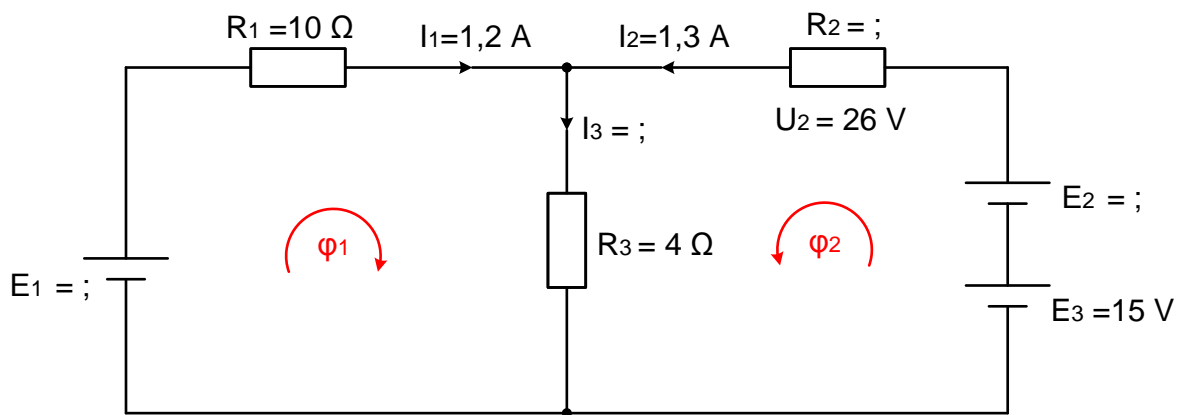 R1 =10 Ω
I1=1,2 A
I2=1,3 A
R2 = ;
U2 = 26 V
I3 = ;
E2 = ;
φ1
R3 = 4 Ω
φ2
E1 = ;
E3 =15 V